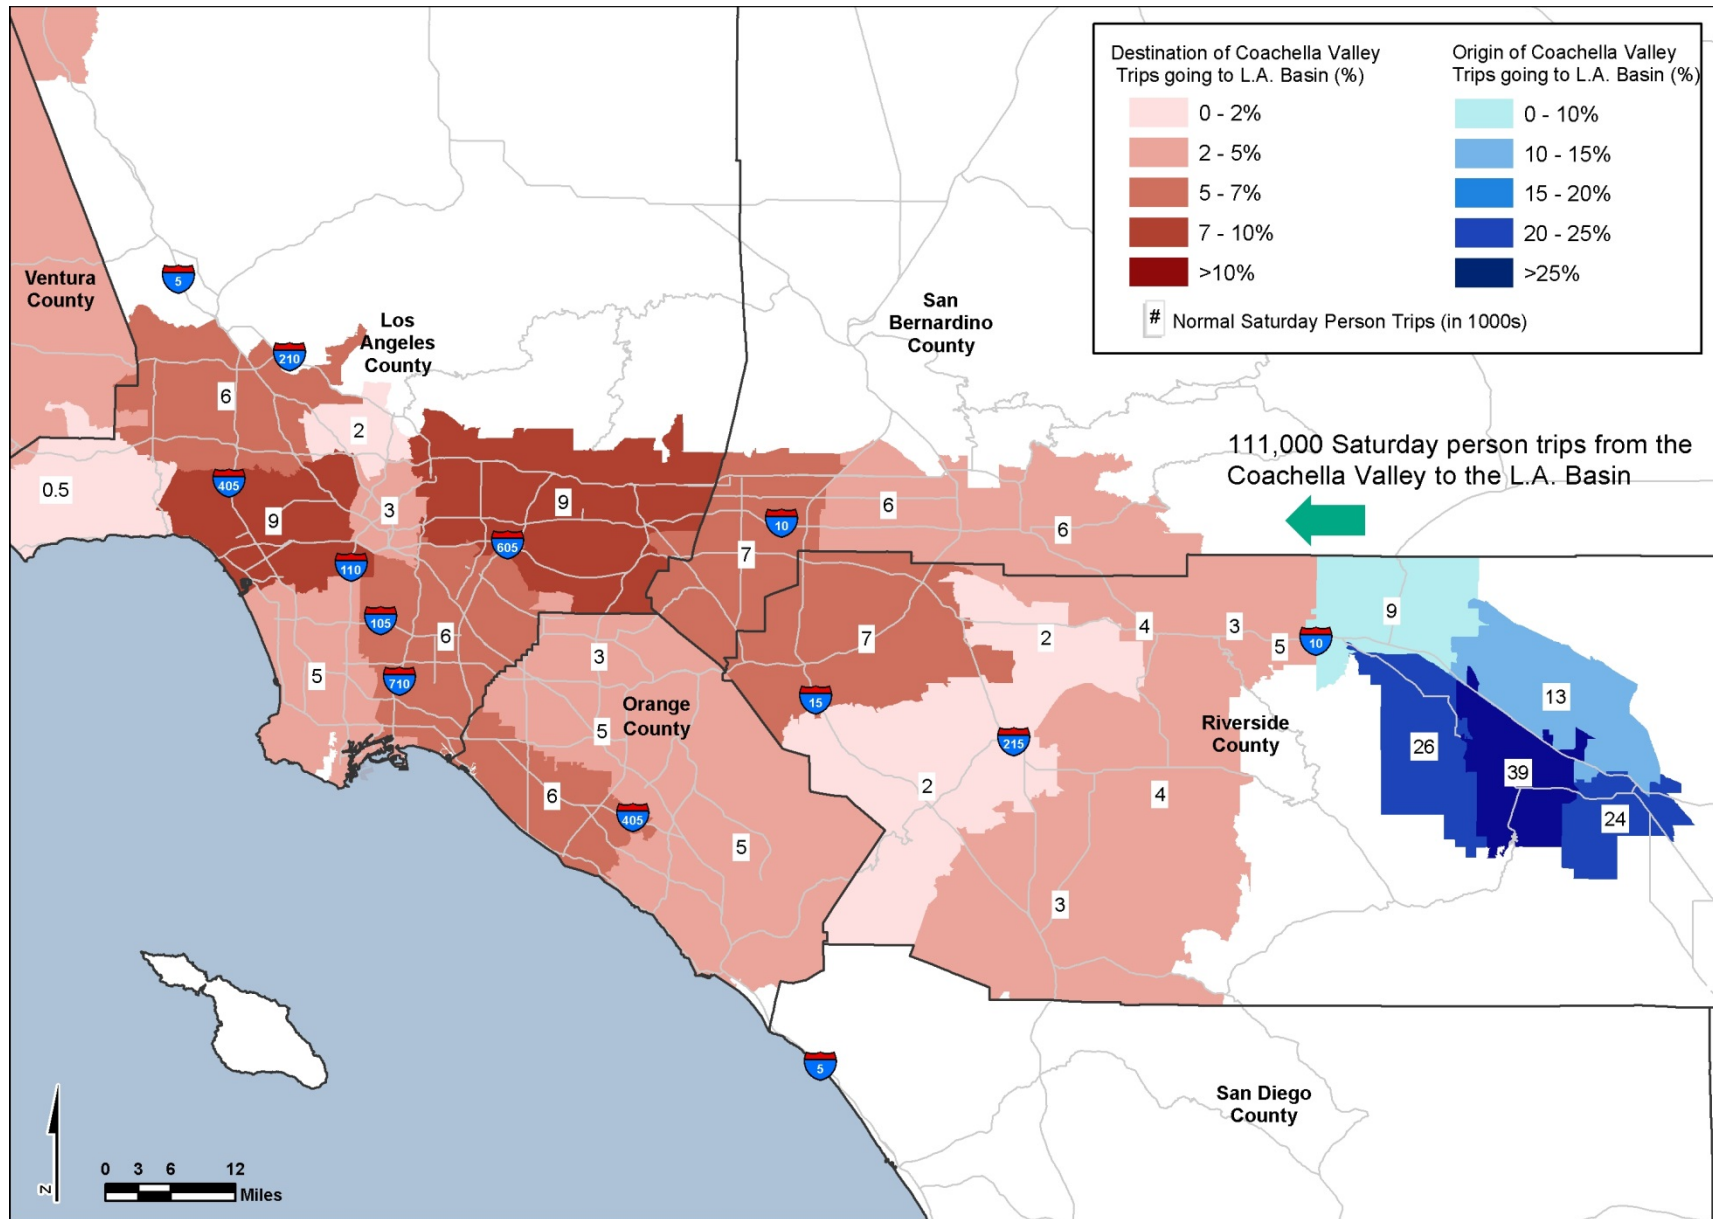 Destination of Coachella Valley
Trips going to L.A. Basin (%)
0 - 2%
2 - 5%
5 - 7%
7 - 10%
>10%
Origin of Coachella Valley
Trips going to L.A. Basin (%)
0 - 10%
10 - 15%
15 - 20%
20 - 25%
>25%
# Normal Saturday Person Trips (in 1000s)
Ventura
County
5
Los
Angeles
County
210
San
Bernardino
County
6
2
111,000 Saturday person trips from the
Coachella Valley to the L.A. Basin
0.5
405
9
3
9
605
10
6
6
7
110
105
6
5
710
3
Orange
County
5
6
405
5
7
15
2
4
3
5
10
9
13
Riverside
County
215
2
4
3
26
39
24
5
San Diego
County
N
0 3 6 12
Miles